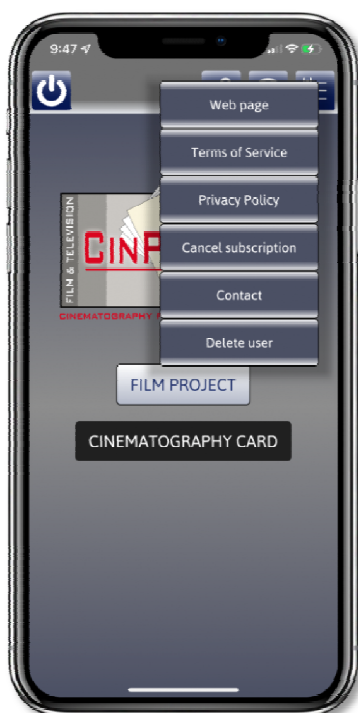 9:47
Web page
Terms of Service
Privacy Policy
Cancel subscription
Contact
Delete user
FILM & TELEVISION
CINP
CINEMATOGRAPHY
FILM PROJECT
CINEMATOGRAPHY CARD